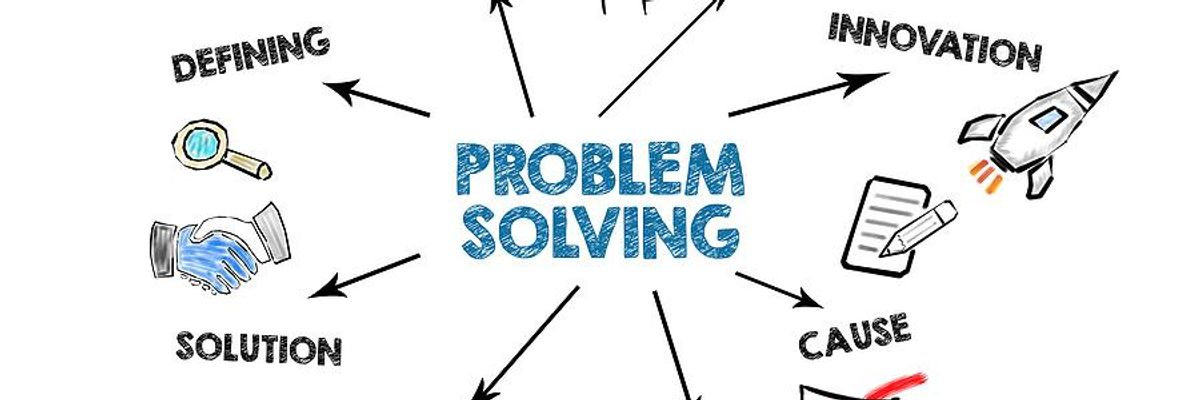 DEFINING
INNOVATION
PROBLEM
SOLVING
SOLUTION
CAUSE